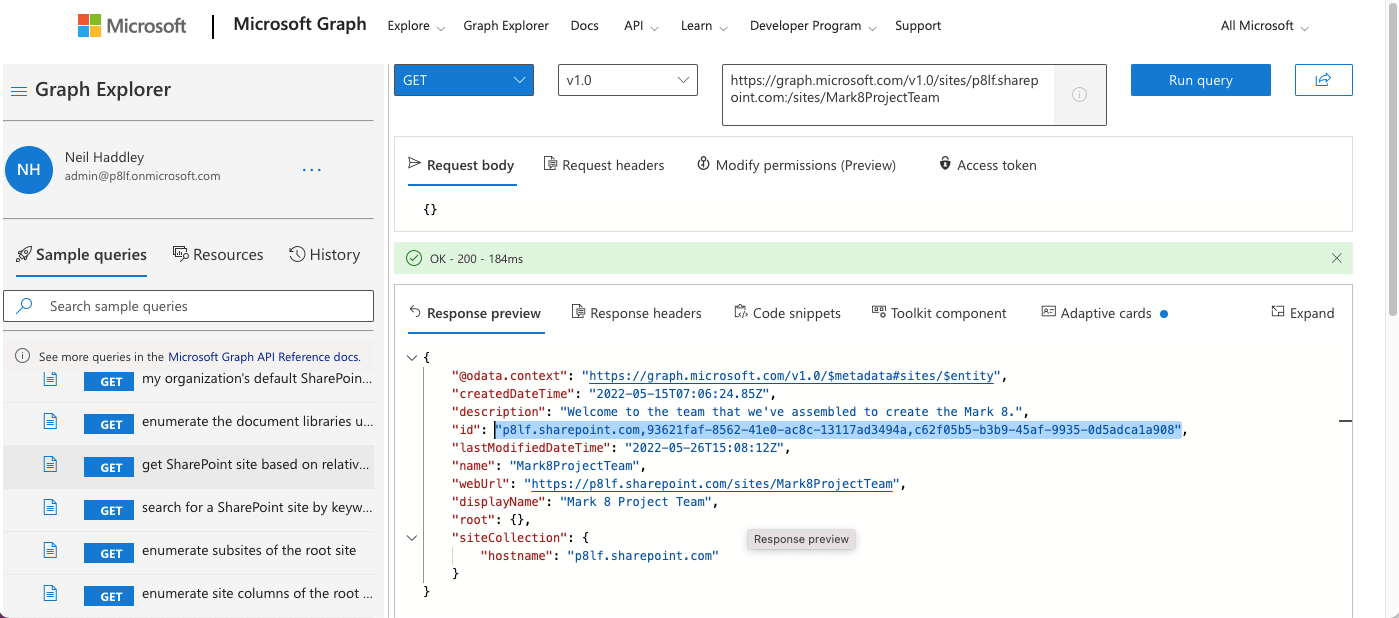 Microsoft
Microsoft Graph
Explore
Graph Explorer
Docs
API
Learn
Developer Program
Support
All Microsoft
Graph Explorer
NH
Neil Haddley
admin@p8lf.onmicrosoft.com
...
Sample queries
Resources
History
Search sample queries
See more queries in the Microsoft Graph API Reference docs.
GET my organization's default SharePoin...
GET enumerate the document libraries u...
GET get SharePoint site based on relativ...
GET search for a SharePoint site by keyw...
GET enumerate subsites of the root site
GET enumerate site columns of the root ...
GET
v1.0
https://graph.microsoft.com/v1.0/sites/p8lf.sharep
oint.com:/sites/Mark8ProjectTeam
Run query
Request body
Request headers
Modify permissions (Preview)
Access token
{}
OK - 200 - 184ms
Response preview
Response headers
Code snippets
Toolkit component
Adaptive cards
Expand
{
"@odata.context": "https://graph.microsoft.com/v1.0/$metadata#sites/$entity",
"createdDateTime": "2022-05-15T07:06:24.85Z",
"description": "Welcome to the team that we've assembled to create the Mark 8.",
"id": "p8lf.sharepoint.com,93621faf-8562-41e0-ac8c-13117ad3494a,c62f05b5-b3b9-45af-9935-0d5adca1a908",
"lastModifiedDateTime": "2022-05-26T15:08:12Z",
"name": "Mark8ProjectTeam",
"webUrl": "https://p8lf.sharepoint.com/sites/Mark8ProjectTeam",
"displayName": "Mark 8 Project Team",
"root": {},
"siteCollection": {
"hostname": "p8lf.sharepoint.com"
}
}
Response preview